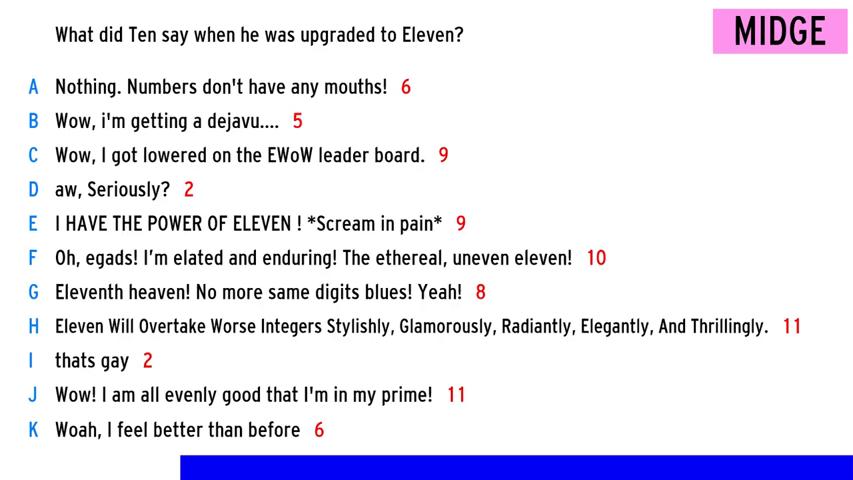 What did Ten say when he was upgraded to Eleven?
MIDGE
A Nothing. Numbers don't have any mouths! 6
B Wow, i'm getting a dejavu.... 5
C Wow, I got lowered on the EWoW leader board. 9
D aw, Seriously? 2
E I HAVE THE POWER OF ELEVEN ! *Scream in pain* 9
F Oh, egads! I’m elated and enduring! The ethereal, uneven eleven! 10
G Eleventh heaven! No more same digits blues! Yeah! 8
H Eleven Will Overtake Worse Integers Stylishly, Glamorously, Radiantly, Elegantly, And Thrillingly. 11
I thats gay 2
J Wow! I am all evenly good that I'm in my prime! 11
K Woah, I feel better than before 6